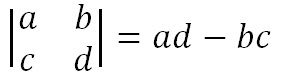 |a b|
|c d| = ad − bc